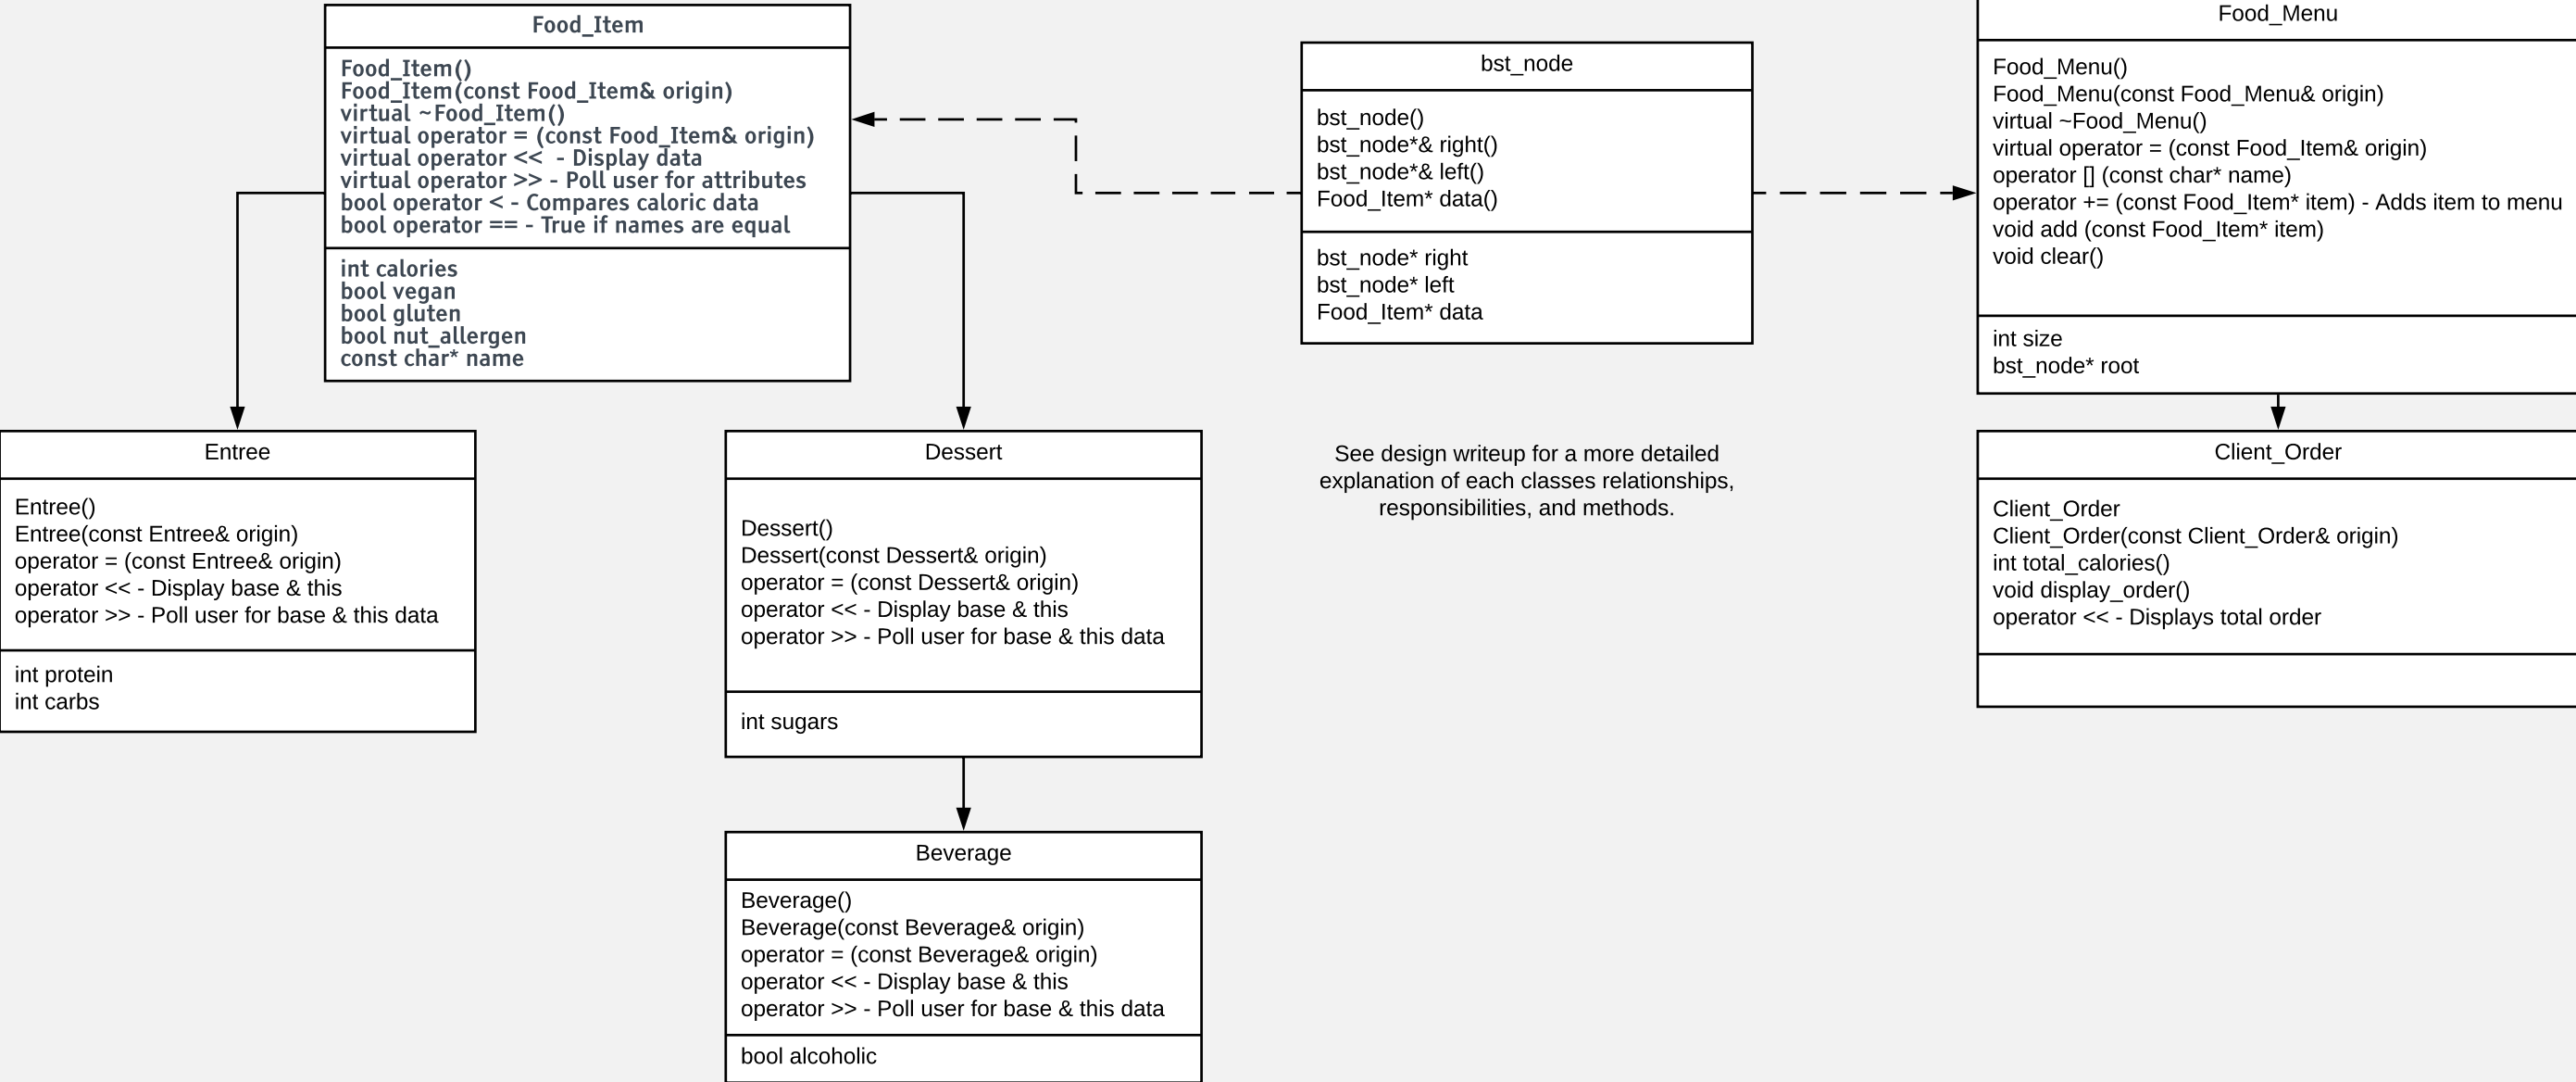 Food_Item
Food_Item()
Food_Item(const Food_Item& origin)
virtual ~Food_Item()
virtual operator = (const Food_Item& origin)
virtual operator <<  - Display data
virtual operator >> - Poll user for attributes
bool operator < - Compares caloric data
bool operator == - True if names are equal
int calories
bool vegan
bool gluten
bool nut_allergen
const char* name
bst_node
bst_node()
bst_node*& right()
bst_node*& left()
Food_Item* data()
bst_node* right
bst_node* left
Food_Item* data
Food_Menu
Food_Menu()
Food_Menu(const Food_Menu& origin)
virtual ~Food_Menu()
virtual operator = (const Food_Item& origin)
operator [] (const char* name)
operator += (const Food_Item* item) - Adds item to menu
void add (const Food_Item* item)
void clear()
int size
bst_node* root
Entree
Entree()
Entree(const Entree& origin)
operator = (const Entree& origin)
operator << - Display base & this
operator >> - Poll user for base & this data
int protein
int carbs
Dessert
Dessert()
Dessert(const Dessert& origin)
operator = (const Dessert& origin)
operator << - Display base & this
operator >> - Poll user for base & this data
int sugars
See design writeup for a more detailed
explanation of each classes relationships,
responsibilities, and methods.
Client_Order
Client_Order
Client_Order(const Client_Order& origin)
int total_calories()
void display_order()
operator << - Displays total order
Beverage
Beverage()
Beverage(const Beverage& origin)
operator = (const Beverage& origin)
operator << - Display base & this
operator >> - Poll user for base & this data
bool alcoholic